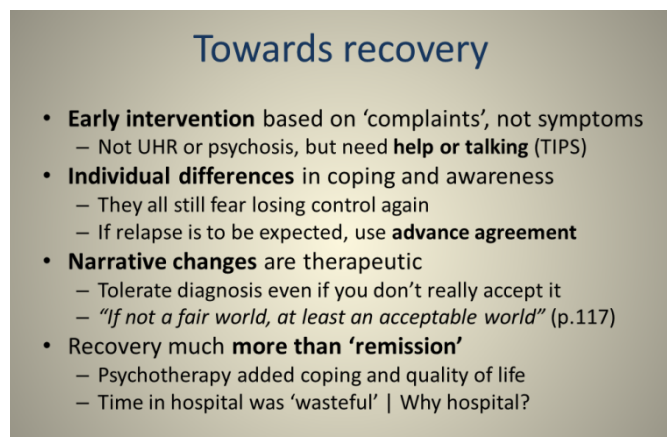 Towards recovery
• Early intervention based on ‘complaints’, not symptoms
– Not UHR or psychosis, but need help or talking (TIPS)
• Individual differences in coping and awareness
– They all still fear losing control again
– If relapse is to be expected, use advance agreement
• Narrative changes are therapeutic
– Tolerate diagnosis even if you don’t really accept it
– “If not a fair world, at least an acceptable world” (p.117)
• Recovery much more than ‘remission’
– Psychotherapy added coping and quality of life
– Time in hospital was ‘wasteful’ | Why hospital?